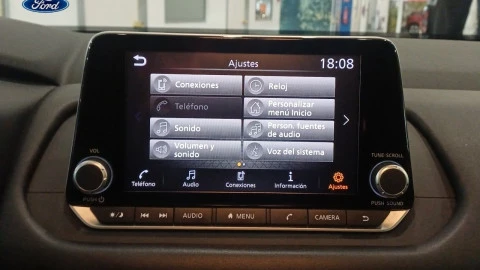 Ford
Ajustes
18:08
Conexiones
Reloj
Teléfono
Personalizar
menú Inicio
Sonido
Person. fuentes
de audio
Volumen y
sonido
Voz del sistema
Teléfono
Audio
Conexiones
Información
Ajustes
VOL
PUSH
TUNE·SCROLL
PUSH SOUND
AUDIO
MENU
CAMERA